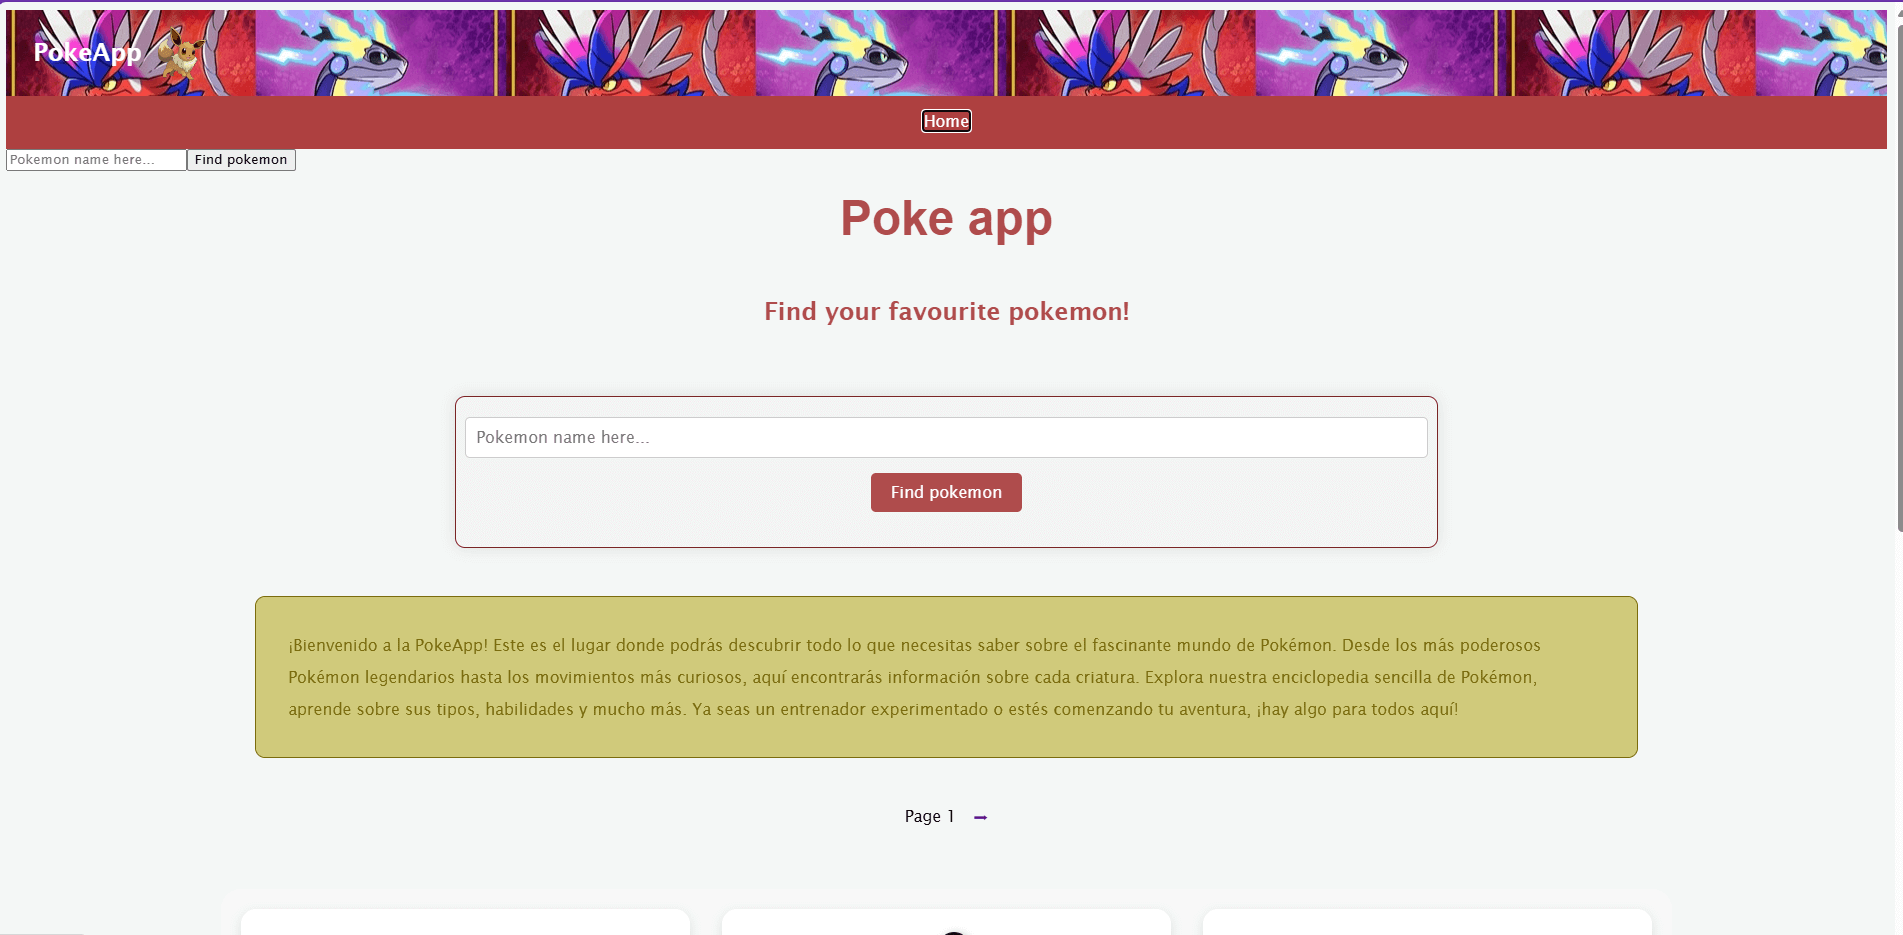 PokeApp
Home
Pokemon name here...
Find pokemon
Poke app
Find your favourite pokemon!
Pokemon name here...
Find pokemon
¡Bienvenido a la PokeApp! Este es el lugar donde podrás descubrir todo lo que necesitas saber sobre el fascinante mundo de Pokémon. Desde los más poderosos
Pokémon legendarios hasta los movimientos más curiosos, aquí encontrarás información sobre cada criatura. Explora nuestra enciclopedia sencilla de Pokémon,
aprende sobre sus tipos, habilidades y mucho más. Ya seas un entrenador experimentado o estés comenzando tu aventura, ¡hay algo para todos aquí!
Page 1 ➞